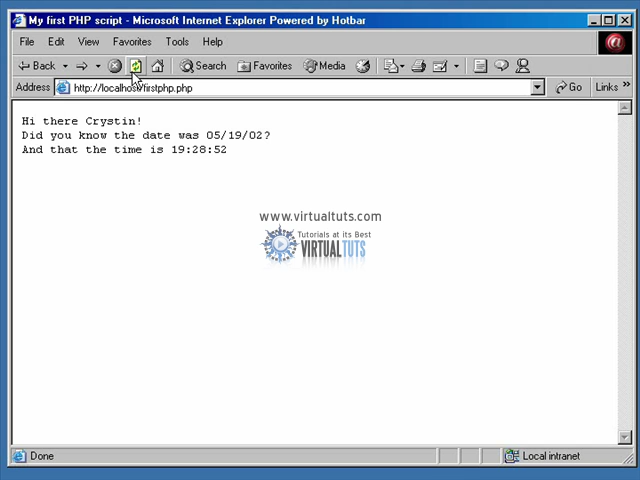 My first PHP script - Microsoft Internet Explorer Powered by Hotbar
File Edit View Favorites Tools Help
Back Search Favorites Media
Address http://localhost/firstphp.php Go Links »
Hi there Crystin!
Did you know the date was 05/19/02?
And that the time is 19:28:52
www.virtualtuts.com
Tutorials at its Best
VIRTUALTUTS
Done Local intranet